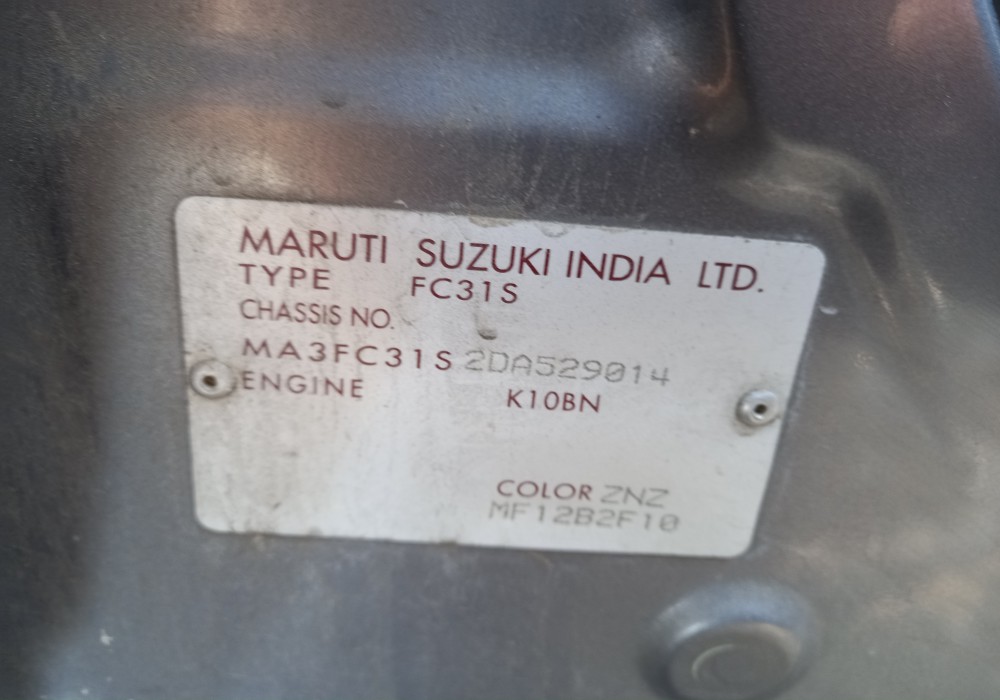 MARUTI SUZUKI INDIA LTD.
TYPE FC31S
CHASSIS NO.
MA3FC31S2DA529014
ENGINE K10BN
COLOR ZNZ
MF12B2F10